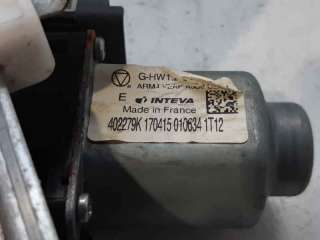 G-HW1
E INTEVA
Made in France
402279K 170415 010634 1T12